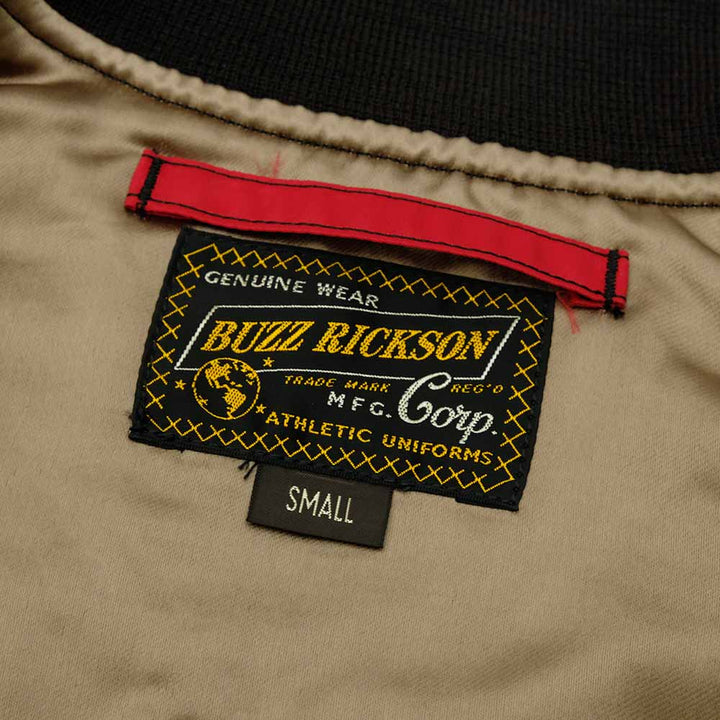 GENUINE WEAR
BUZZ RICKSON
TRADE MARK REG'D
MFG. Corp.
ATHLETIC UNIFORMS
SMALL